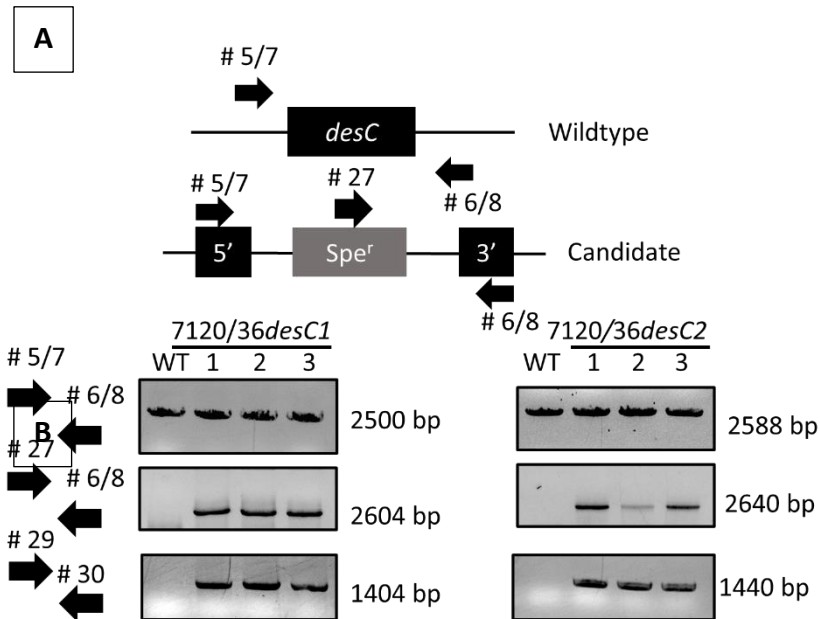 A
# 5/7
desC
Wildtype
# 5/7
# 27
# 6/8
5’
Speʳ
3’
Candidate
# 6/8
7120/36desC1
7120/36desC2
WT 1 2 3
WT 1 2 3
# 5/7
# 6/8
2500 bp
2588 bp
B
# 27
# 6/8
2604 bp
2640 bp
# 29
# 30
1404 bp
1440 bp